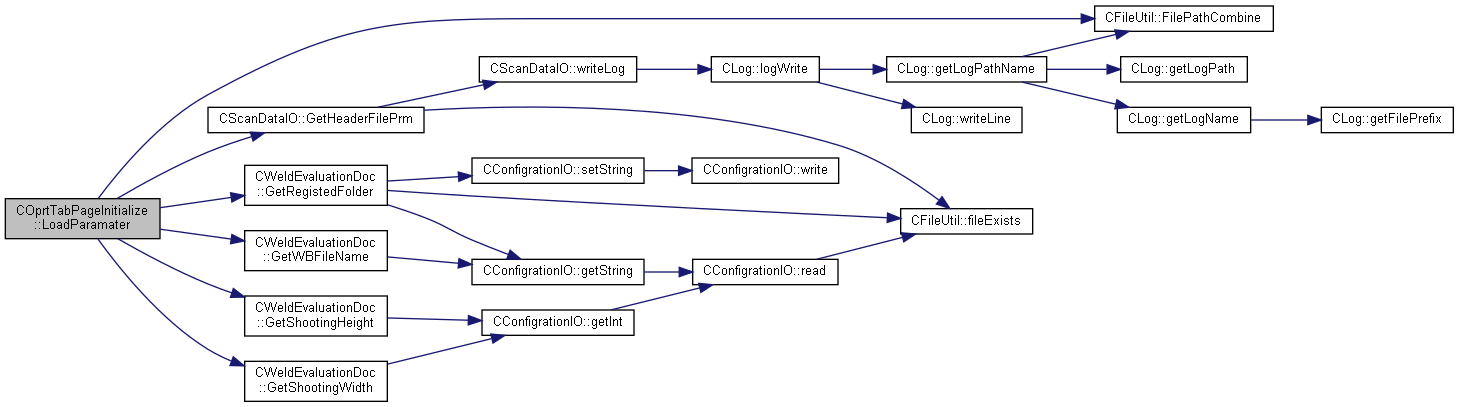 COprtTabPageInitialize
::LoadParamater
CFileUtil::FilePathCombine
CScanDataIO::GetHeaderFilePrm
CScanDataIO::writeLog
CLog::logWrite
CLog::getLogPathName
CLog::getLogPath
CLog::writeLine
CLog::getLogName
CLog::getFilePrefix
CWeldEvaluationDoc
::GetRegistedFolder
CConfigrationIO::setString
CConfigrationIO::write
CFileUtil::fileExists
CWeldEvaluationDoc
::GetWBFileName
CConfigrationIO::getString
CConfigrationIO::read
CWeldEvaluationDoc
::GetShootingHeight
CConfigrationIO::getInt
CWeldEvaluationDoc
::GetShootingWidth